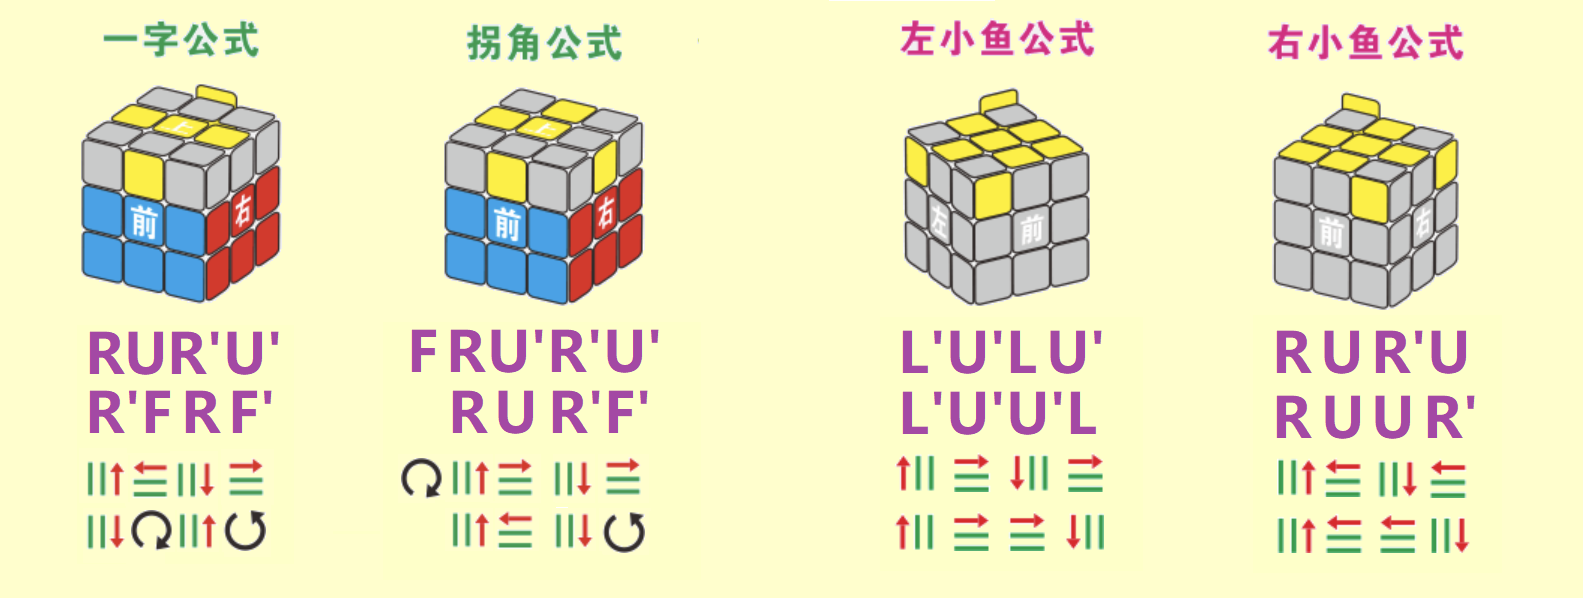 一字公式
上
前
右
RUR'U'
R'FRF'
拐角公式
上
前
右
FRU'R'U'
RUR'F'
左小鱼公式
左
前
L'U'LU'
L'U'U'L
右小鱼公式
前
右
RUR'U
RUUR'